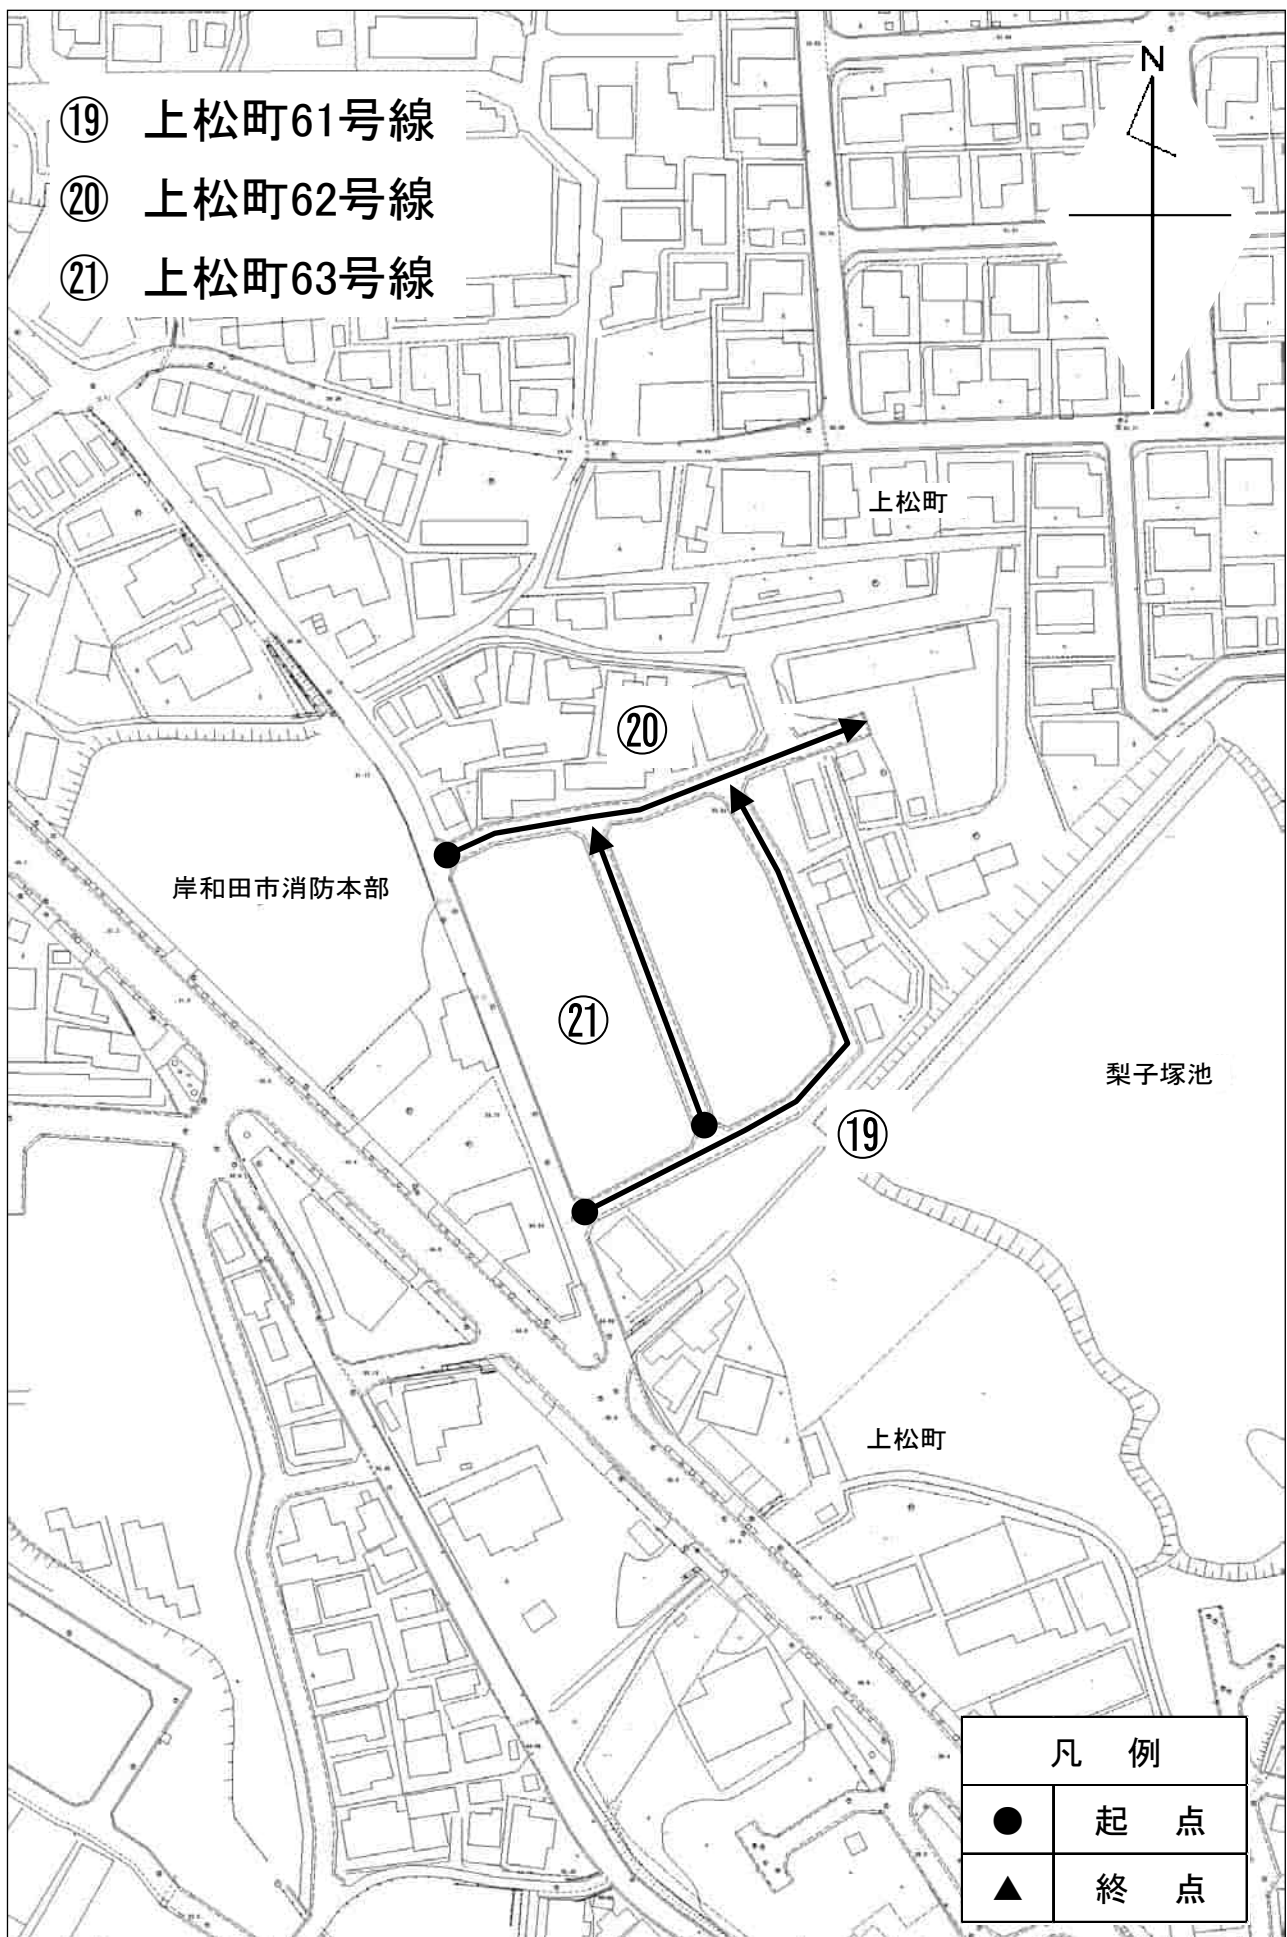 ⑲ 上松町61号線
⑳ 上松町62号線
㉑ 上松町63号線
N
上松町
⑳
岸和田市消防本部
㉑
梨子塚池
⑲
上松町
凡 例
● 起 点
▲ 終 点